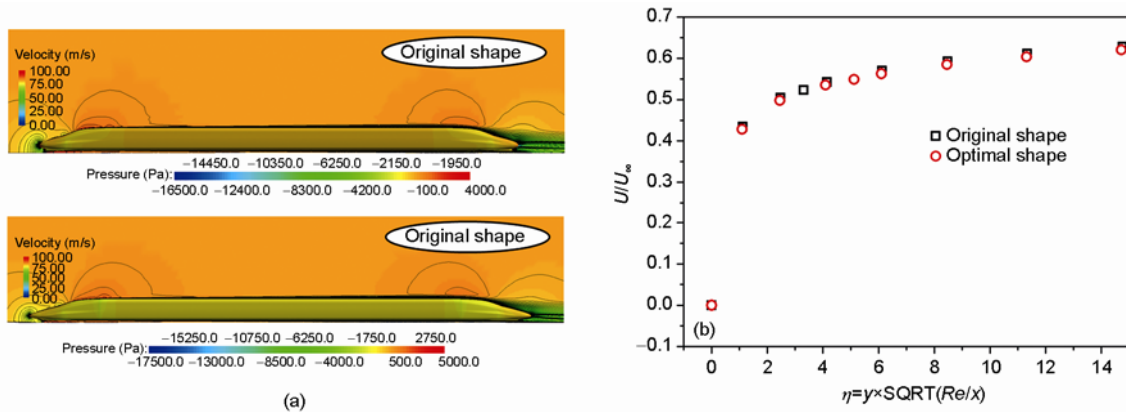 Original shape
Velocity (m/s)
100.00
75.00
50.00
25.00
0.00
−14450.0 −10350.0 −6250.0 −2150.0 −1950.0
Pressure (Pa):
−16500.0 −12400.0 −8300.0 −4200.0 −100.0 4000.0
Original shape
Velocity (m/s)
100.00
75.00
50.00
25.00
0.00
−15250.0 −10750.0 −6250.0 −1750.0 2750.0
Pressure (Pa):
−17500.0 −13000.0 −8500.0 −4000.0 500.0 5000.0
(a)
0.7
0.6
0.5
0.4
0.3
0.2
0.1
0.0
−0.1
U/U∞
Original shape
Optimal shape
(b)
0 2 4 6 8 10 12 14
η=y×SQRT(Re/x)